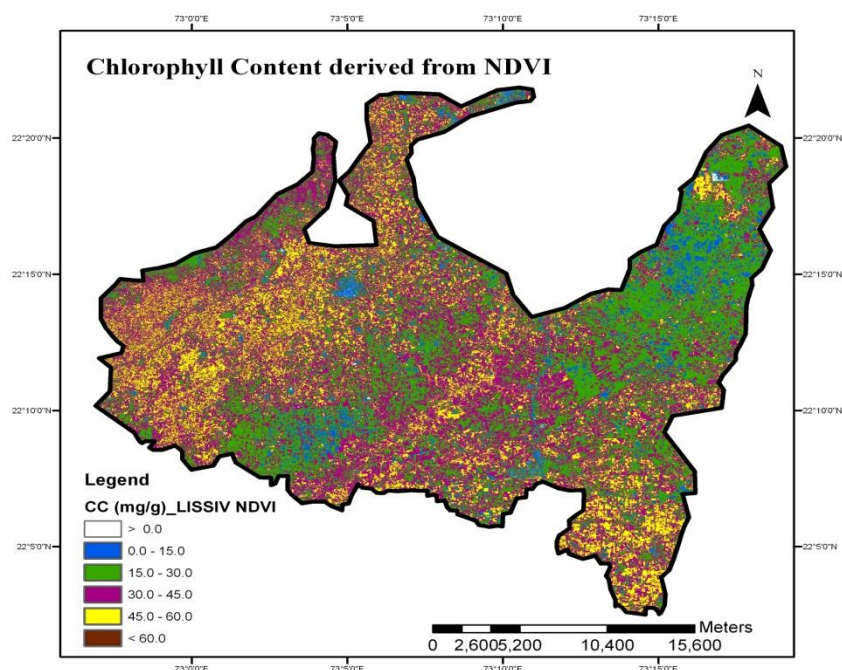 73°0'0"E 73°5'0"E 73°10'0"E 73°15'0"E
Chlorophyll Content derived from NDVI
N
22°20'0"N 22°20'0"N
22°15'0"N 22°15'0"N
22°10'0"N 22°10'0"N
22°5'0"N 22°5'0"N
Legend
CC (mg/g)_LISSIV NDVI
> 0.0
0.0 - 15.0
15.0 - 30.0
30.0 - 45.0
45.0 - 60.0
< 60.0
Meters
0 2,600 5,200 10,400 15,600
73°0'0"E 73°5'0"E 73°10'0"E 73°15'0"E